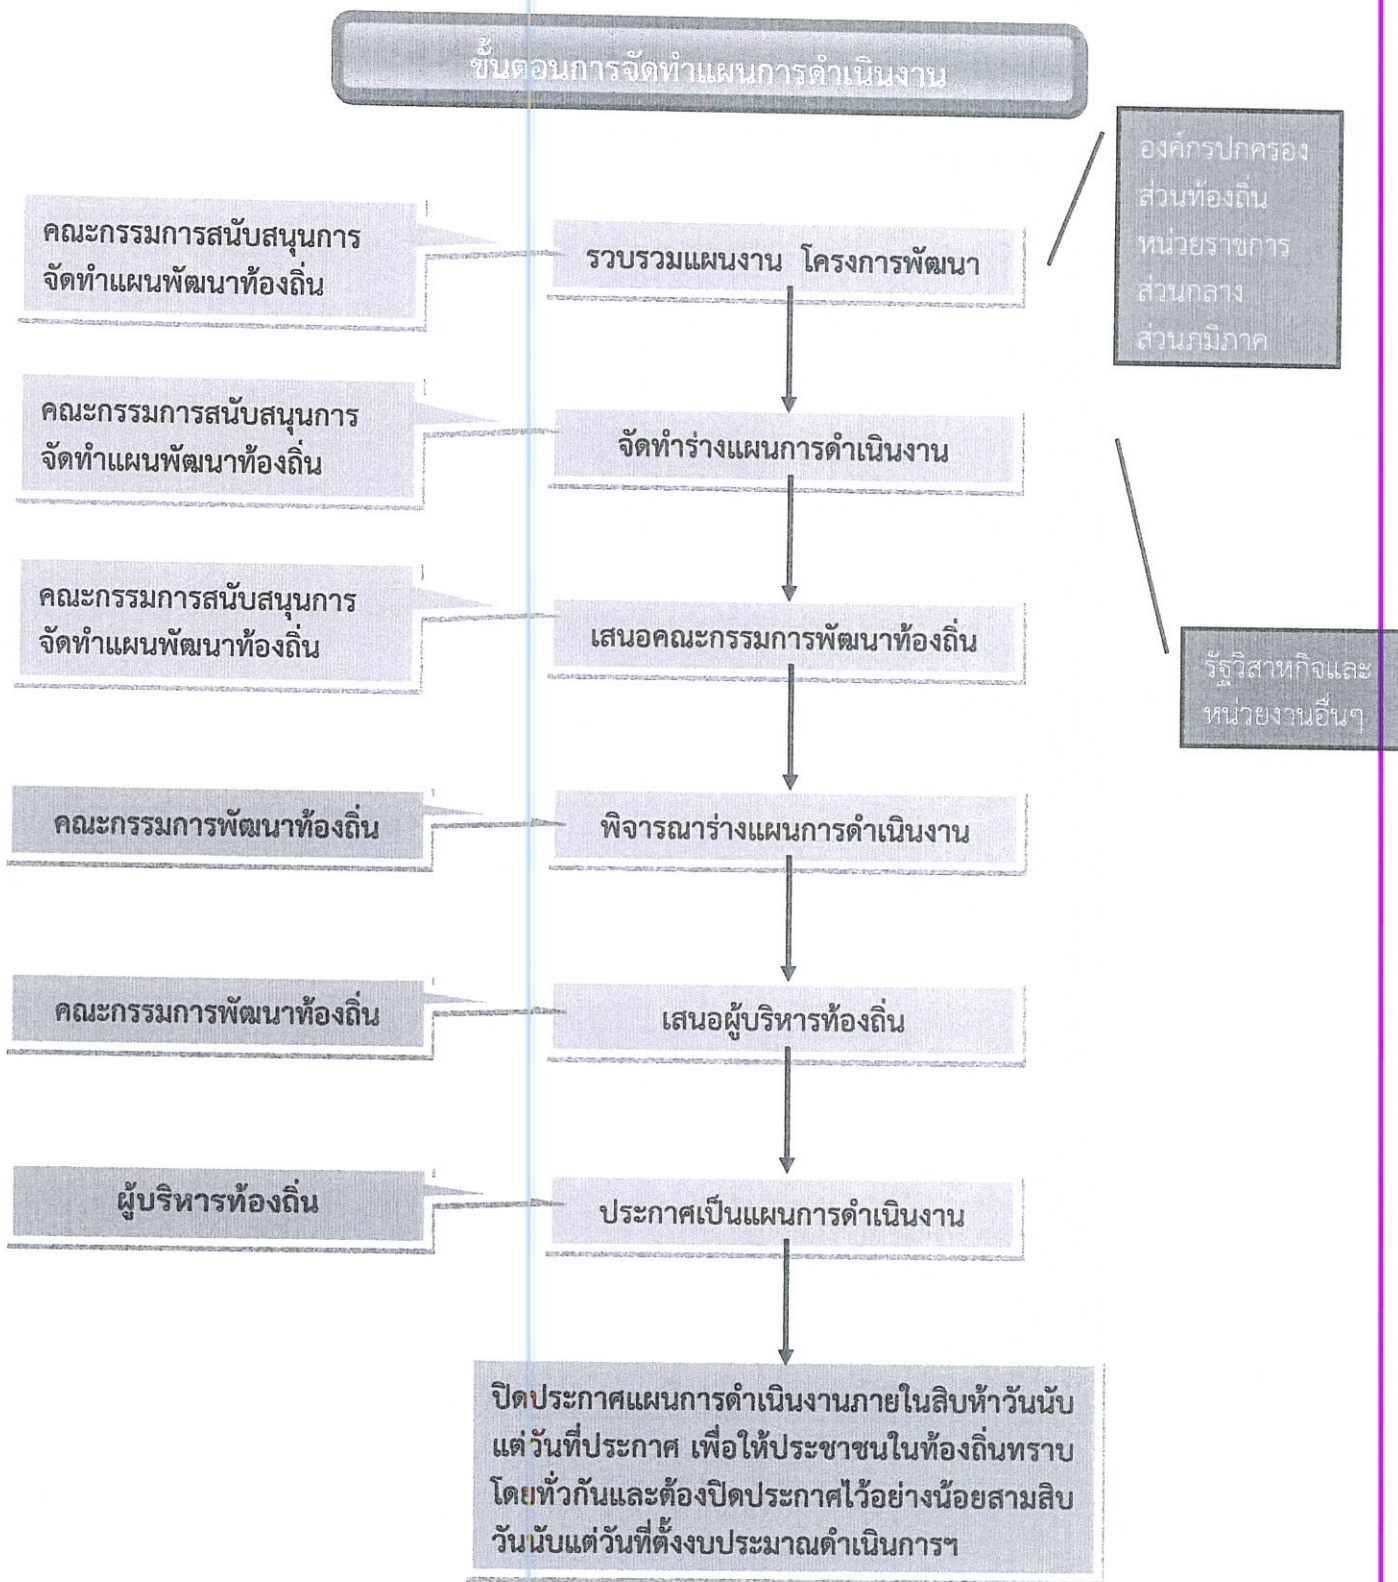 ขั้นตอนการจัดทำแผนการดำเนินงาน
องค์กรปกครอง
ส่วนท้องถิ่น
หน่วยราชการ
ส่วนกลาง
ส่วนภูมิภาค
คณะกรรมการสนับสนุนการ
จัดทำแผนพัฒนาท้องถิ่น
รวบรวมแผนงาน โครงการพัฒนา
คณะกรรมการสนับสนุนการ
จัดทำแผนพัฒนาท้องถิ่น
จัดทำร่างแผนการดำเนินงาน
คณะกรรมการสนับสนุนการ
จัดทำแผนพัฒนาท้องถิ่น
เสนอคณะกรรมการพัฒนาท้องถิ่น
รัฐวิสาหกิจและ
หน่วยงานอื่นๆ
คณะกรรมการพัฒนาท้องถิ่น
พิจารณาร่างแผนการดำเนินงาน
คณะกรรมการพัฒนาท้องถิ่น
เสนอผู้บริหารท้องถิ่น
ผู้บริหารท้องถิ่น
ประกาศเป็นแผนการดำเนินงาน
ปิดประกาศแผนการดำเนินงานภายในสิบห้าวันนับ
แต่วันที่ประกาศ เพื่อให้ประชาชนในท้องถิ่นทราบ
โดยทั่วกันและต้องปิดประกาศไว้อย่างน้อยสามสิบ
วันนับแต่วันที่ตั้งงบประมาณดำเนินการฯ